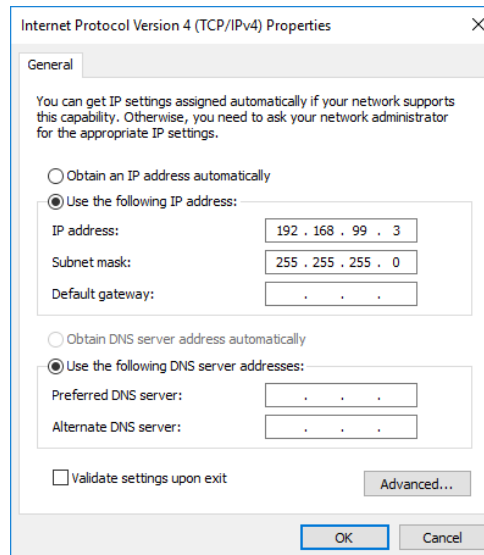 Internet Protocol Version 4 (TCP/IPv4) Properties
General
You can get IP settings assigned automatically if your network supports
this capability. Otherwise, you need to ask your network administrator
for the appropriate IP settings.
Obtain an IP address automatically
Use the following IP address:
IP address: 192 . 168 . 99 . 3
Subnet mask: 255 . 255 . 255 . 0
Default gateway: . . .
Obtain DNS server address automatically
Use the following DNS server addresses:
Preferred DNS server: . . .
Alternate DNS server: . . .
Validate settings upon exit
Advanced...
OK Cancel